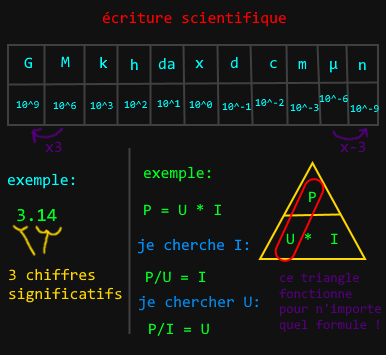 écriture scientifique
G M k h da x d c m µ n
10^9 10^6 10^3 10^2 10^1 10^0 10^-1 10^-2 10^-3 10^-6 10^-9
x3 x-3
exemple:
3.14
3 chiffres
significatifs
exemple:
P = U * I
je cherche I:
P/U = I
je chercher U:
P/I = U
P
U * I
ce triangle
fonctionne
pour n'importe
quel formule !